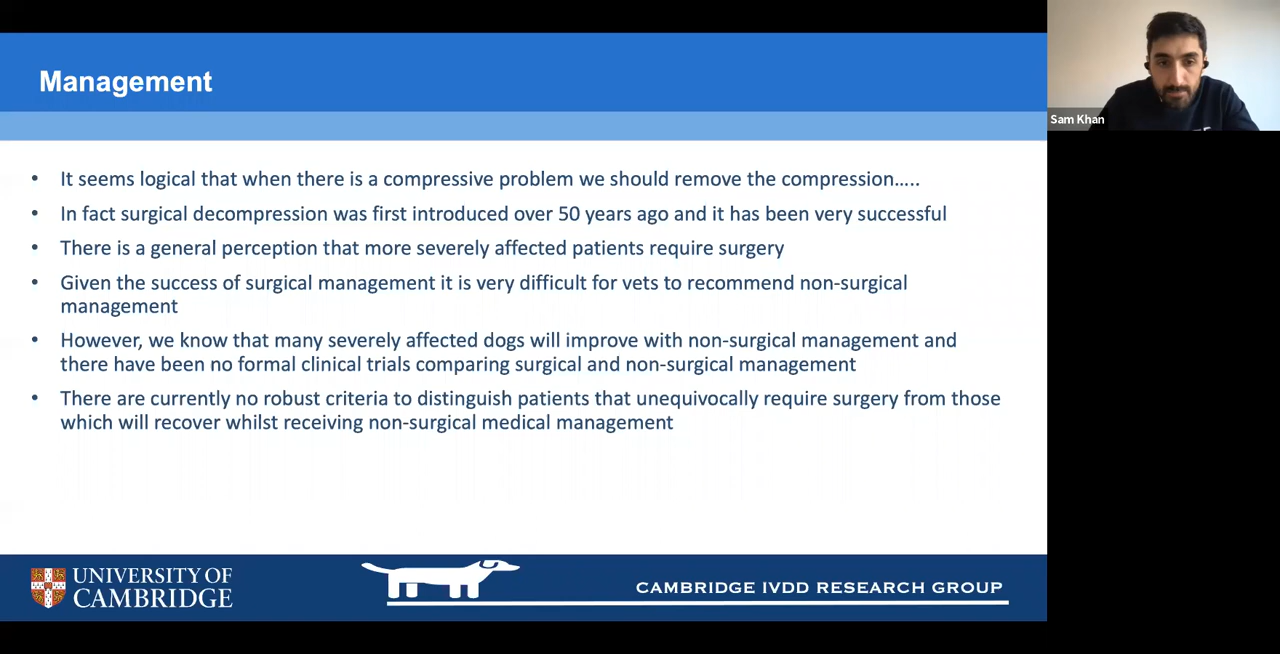 Management
Sam Khan
• It seems logical that when there is a compressive problem we should remove the compression…..
• In fact surgical decompression was first introduced over 50 years ago and it has been very successful
• There is a general perception that more severely affected patients require surgery
• Given the success of surgical management it is very difficult for vets to recommend non-surgical
management
• However, we know that many severely affected dogs will improve with non-surgical management and
there have been no formal clinical trials comparing surgical and non-surgical management
• There are currently no robust criteria to distinguish patients that unequivocally require surgery from those
which will recover whilst receiving non-surgical medical management
UNIVERSITY OF
CAMBRIDGE
CAMBRIDGE IVDD RESEARCH GROUP